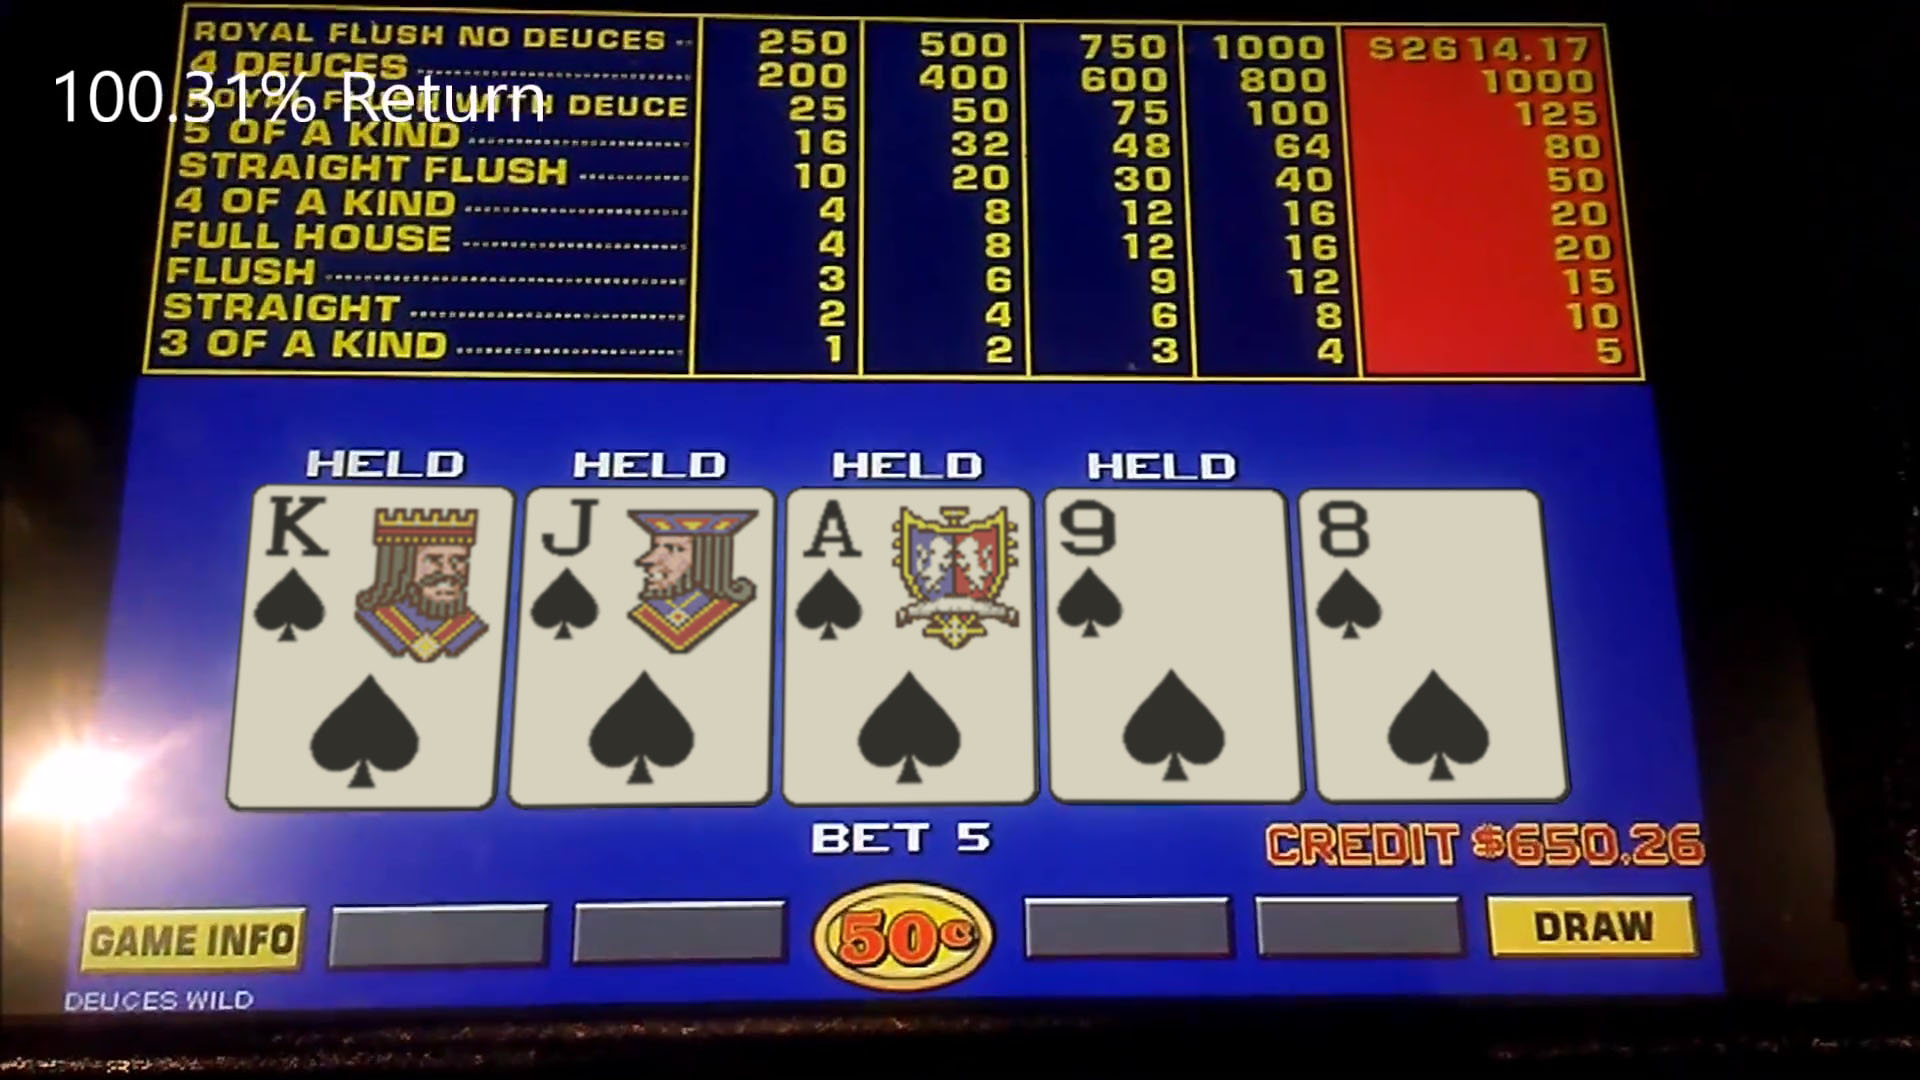 ROYAL FLUSH NO DEUCES 250 500 750 1000 $2614.17
4 DEUCES 200 400 600 800 1000
100.31% Return
ROYAL FLUSH WITH DEUCE 25 50 75 100 125
5 OF A KIND 16 32 48 64 80
STRAIGHT FLUSH 10 20 30 40 50
4 OF A KIND 4 8 12 16 20
FULL HOUSE 4 8 12 16 20
FLUSH 3 6 9 12 15
STRAIGHT 2 4 6 8 10
3 OF A KIND 1 2 3 4 5
HELD HELD HELD HELD
K J A 9 8
BET 5 CREDIT $650.26
GAME INFO 50¢ DRAW
DEUCES WILD